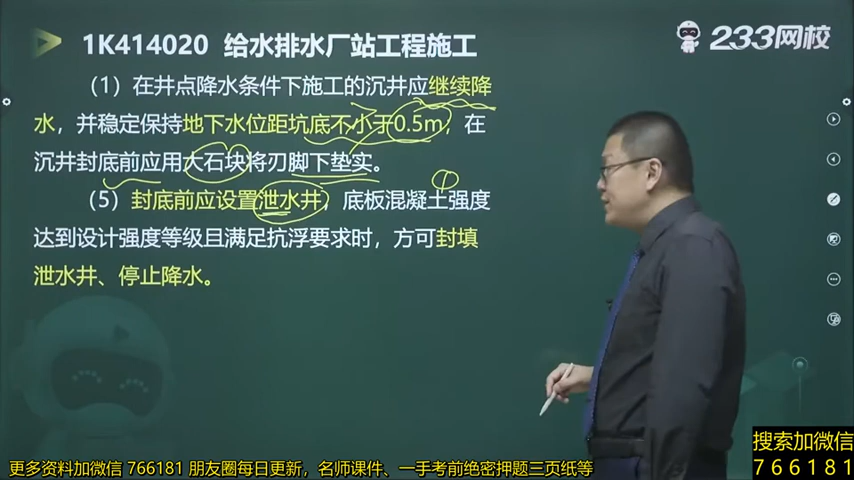 1K414020 给水排水厂站工程施工
233网校
（1）在井点降水条件下施工的沉井应继续降
水，并稳定保持地下水位距坑底不小于0.5m，在
沉井封底前应用大石块将刃脚下垫实。
（5）封底前应设置泄水井，底板混凝土强度
①
达到设计强度等级且满足抗浮要求时，方可封填
泄水井、停止降水。
搜索加微信
766181
更多资料加微信 766181 朋友圈每日更新，名师课件、一手考前绝密押题三页纸等